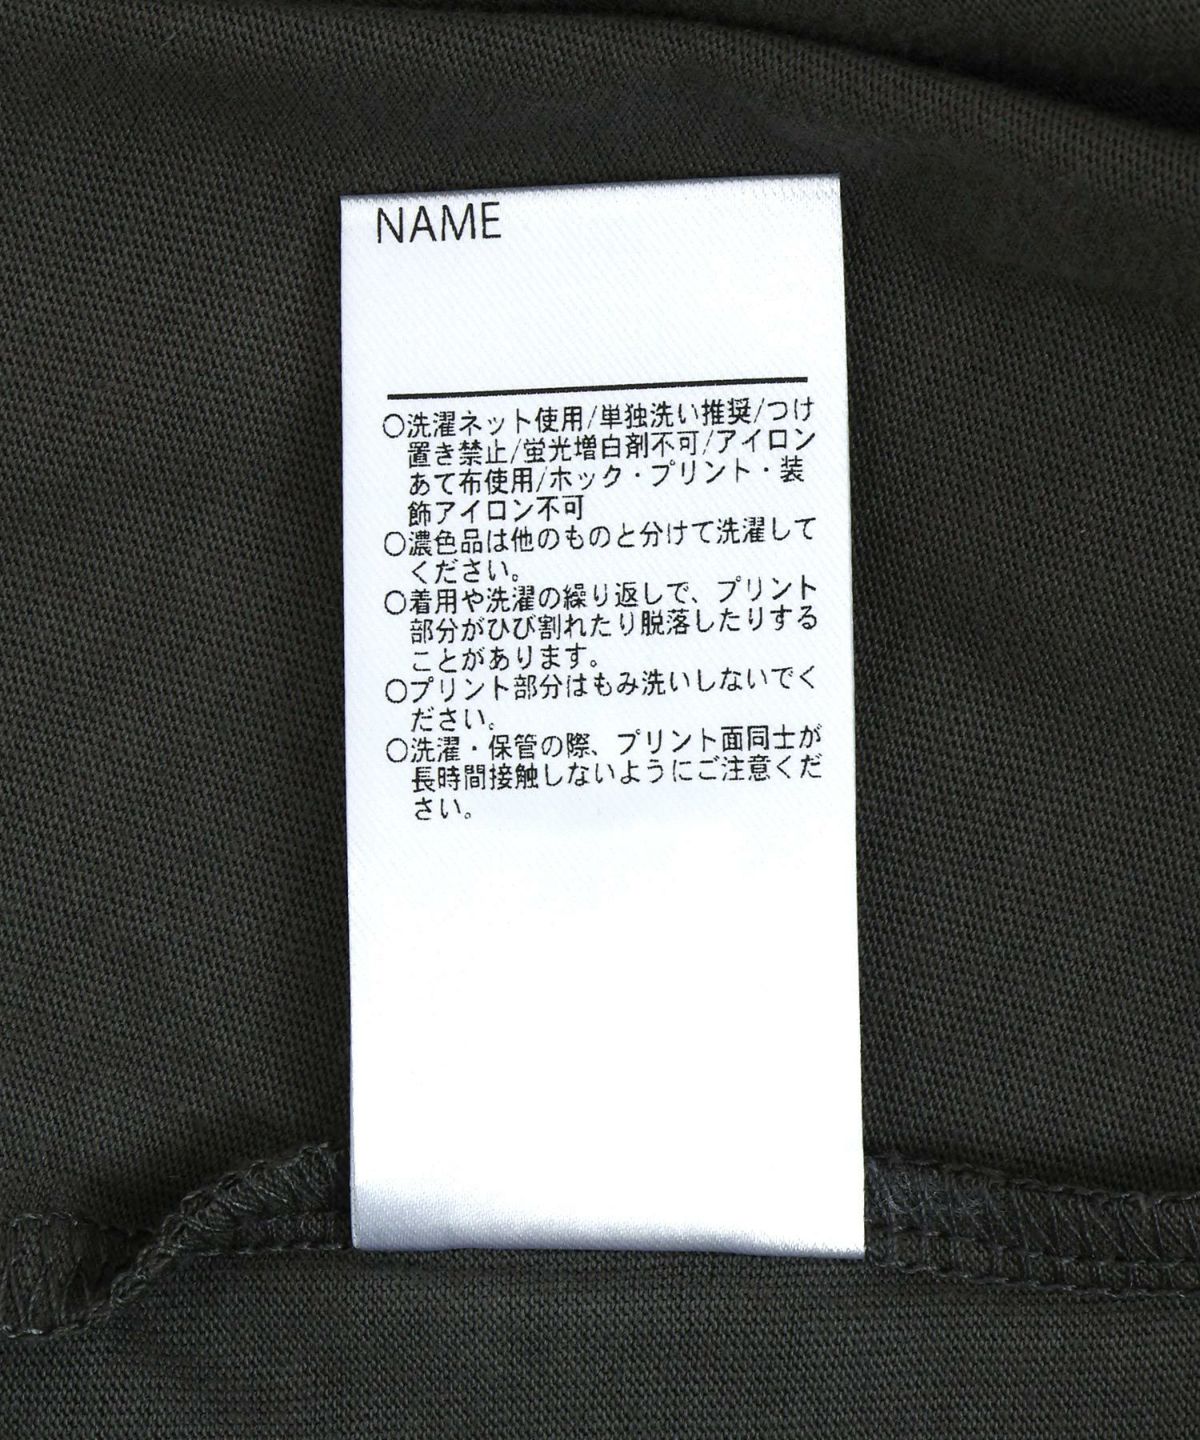 NAME
○洗濯ネット使用/単独洗い推奨/つけ
置き禁止/蛍光増白剤不可/アイロン
あて布使用/ホック・プリント・装
飾アイロン不可
○濃色品は他のものと分けて洗濯して
ください。
○着用や洗濯の繰り返しで、プリント
部分がひび割れたり脱落したりする
ことがあります。
○プリント部分はもみ洗いしないでく
ださい。
○洗濯・保管の際、プリント面同士が
長時間接触しないようにご注意くだ
さい。